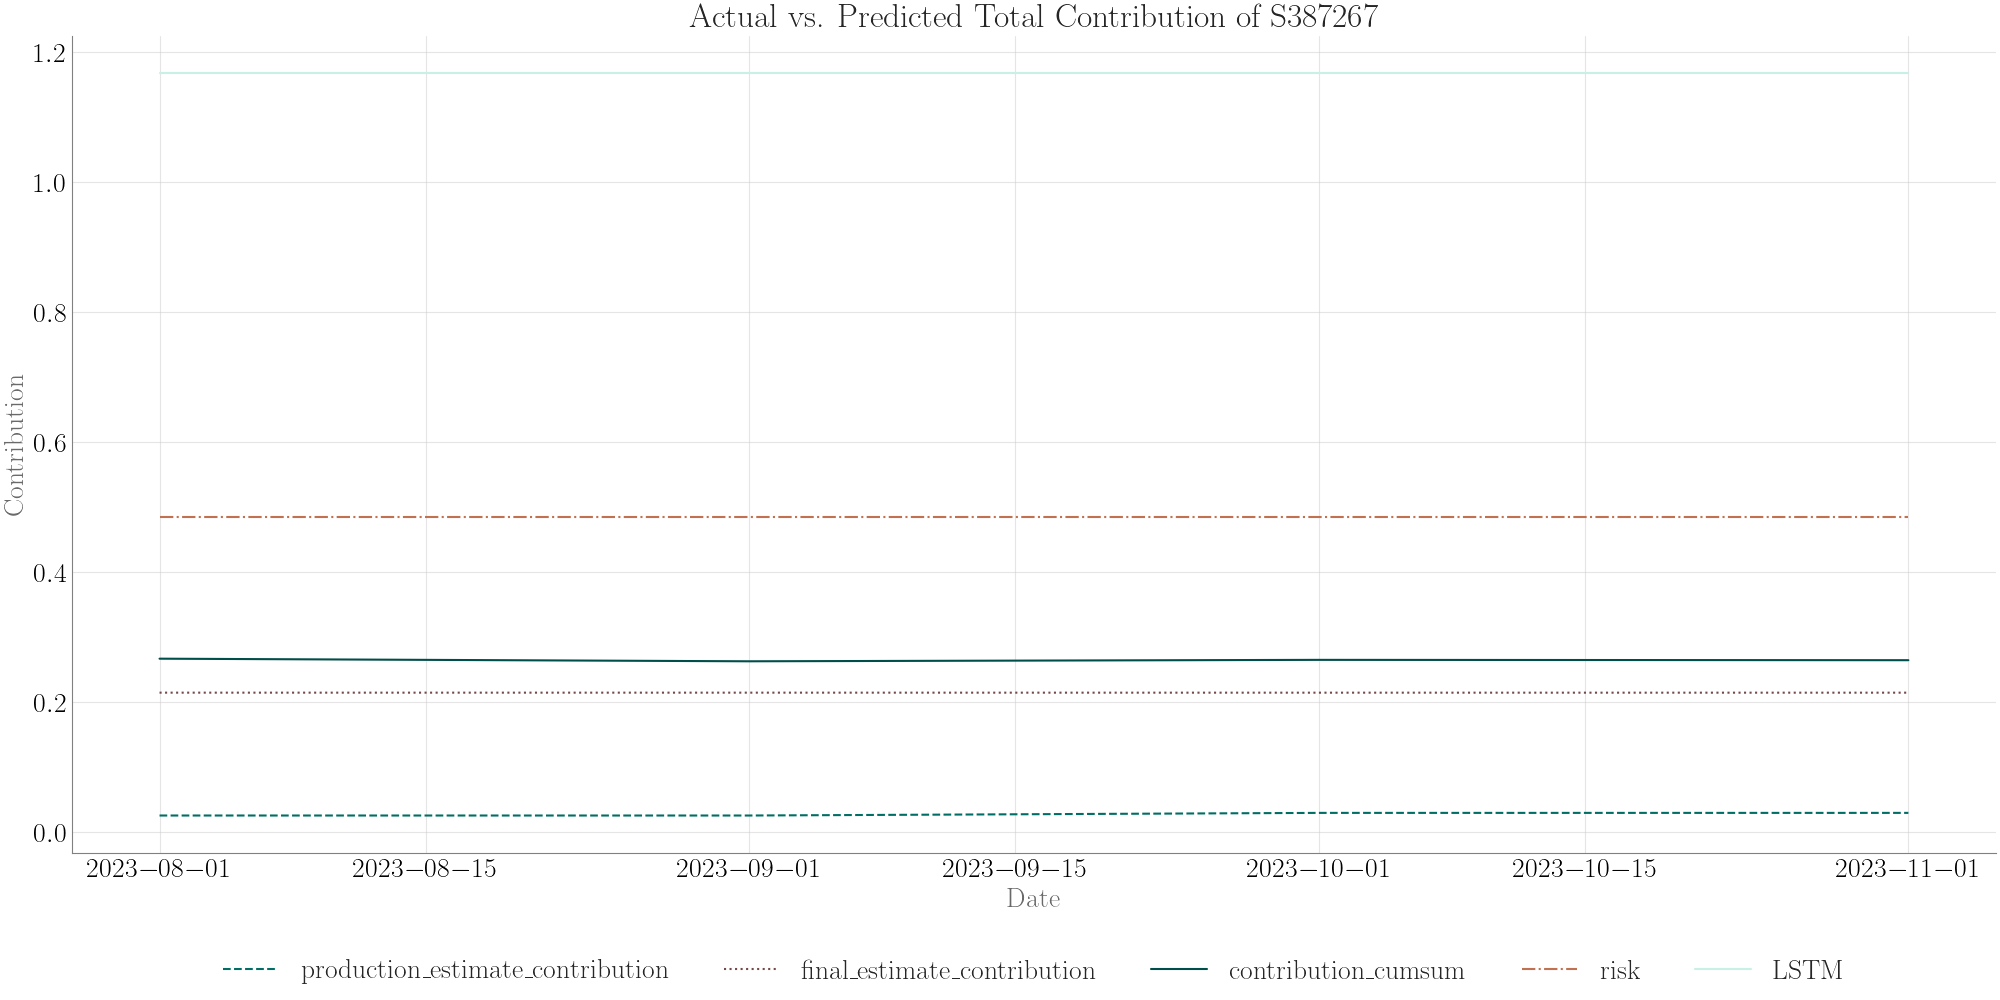 Actual vs. Predicted Total Contribution of S387267
1.2
1.0
0.8
0.6
0.4
0.2
0.0
Contribution
2023−08−01 2023−08−15 2023−09−01 2023−09−15 2023−10−01 2023−10−15 2023−11−01
Date
production_estimate_contribution final_estimate_contribution contribution_cumsum risk LSTM